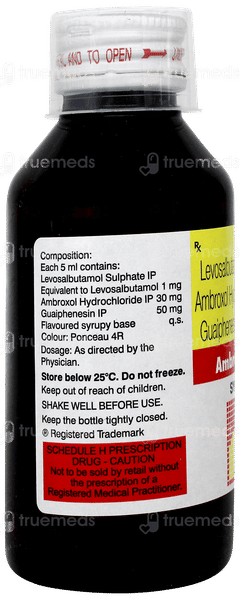 AND TO OPEN
truemeds
Composition:
Each 5 ml contains:
Levosalbutamol Sulphate IP
Equivalent to Levosalbutamol 1 mg
Ambroxol Hydrochloride IP 30 mg
Guaiphenesin IP 50 mg
Flavoured syrupy base q.s.
Colour: Ponceau 4R
Dosage: As directed by the
Physician.
Store below 25°C. Do not freeze.
Keep out of reach of children.
SHAKE WELL BEFORE USE.
Keep the bottle tightly closed.
® Registered Trademark
SCHEDULE H PRESCRIPTION
DRUG - CAUTION
Not to be sold by retail without
the prescription of a
Registered Medical Practitioner.
Rx
Levosalbut
Ambroxol H
Guaiphenes
Amb
truemeds